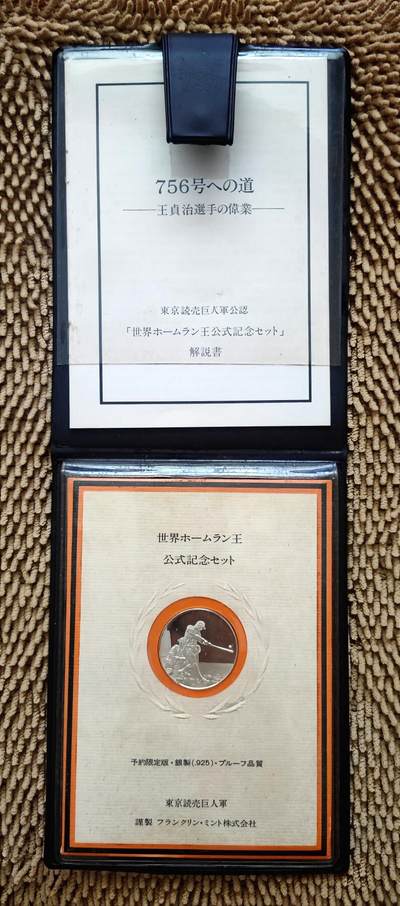 756号への道
―王貞治選手の偉業―
東京読売巨人軍公認
「世界ホームラン王公式記念セット」
解説書
世界ホームラン王
公式記念セット
予約限定版・銀製(.925)・プルーフ品質
東京読売巨人軍
謹製 フランクリン・ミント株式会社